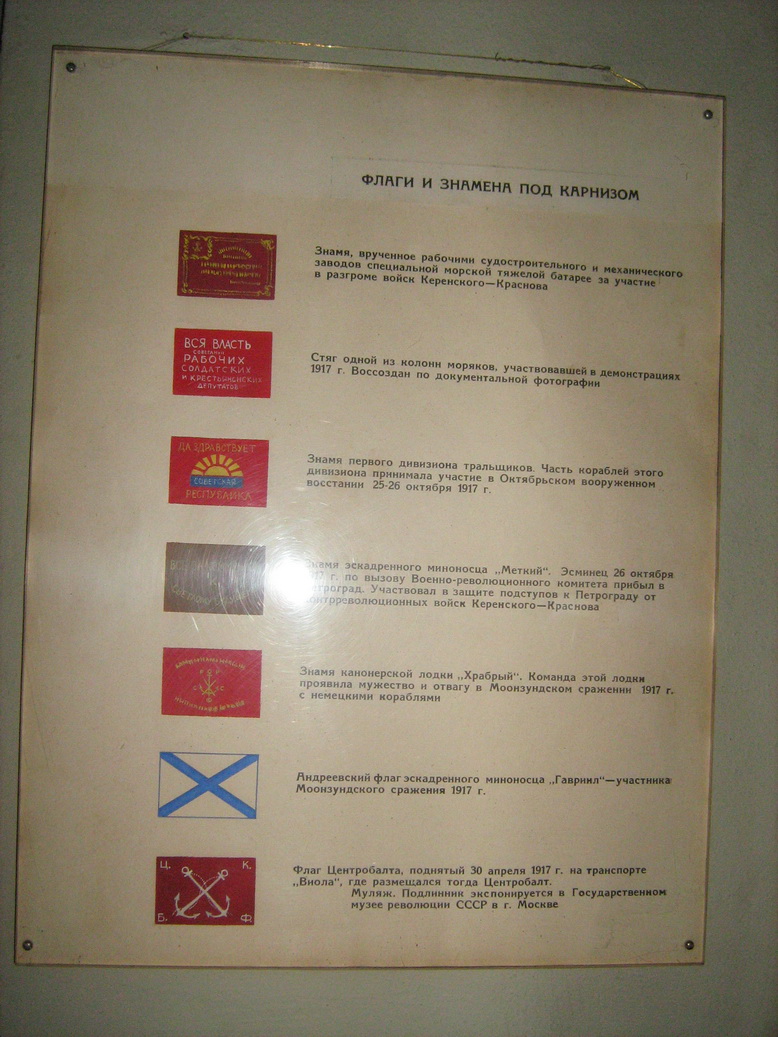 ФЛАГИ И ЗНАМЕНА ПОД КАРНИЗОМ
Знамя, врученное рабочими судостроительного и механического
заводов специальной морской тяжелой батарее за участие
в разгроме войск Керенского—Краснова
ВСЯ ВЛАСТЬ
СОВЕТАМ
РАБОЧИХ
СОЛДАТСКИХ
И КРЕСТЬЯНСКИХ
ДЕПУТАТОВ
Стяг одной из колонн моряков, участвовавшей в демонстрациях
1917 г. Воссоздан по документальной фотографии
ДА ЗДРАВСТВУЕТ
СОВЕТСКАЯ
РЕСПУБЛИКА
Знамя первого дивизиона тральщиков. Часть кораблей этого
дивизиона принимала участие в Октябрьском вооруженном
восстании 25-26 октября 1917 г.
эскадренного миноносца „Меткий“. Эсминец 26 октября
г. по вызову Военно-революционного комитета прибыл в
Петроград. Участвовал в защите подступов к Петрограду от
контрреволюционных войск Керенского—Краснова
Знамя канонерской лодки „Храбрый“. Команда этой лодки
проявила мужество и отвагу в Моонзундском сражении 1917 г.
с немецкими кораблями
Андреевский флаг эскадренного миноносца „Гавриил“—участника
Моонзундского сражения 1917 г.
Ц. К.
Б. Ф.
Флаг Центробалта, поднятый 30 апреля 1917 г. на транспорте
„Виола“, где размещался тогда Центробалт.
Муляж. Подлинник экспонируется в Государственном
музее революции СССР в г. Москве